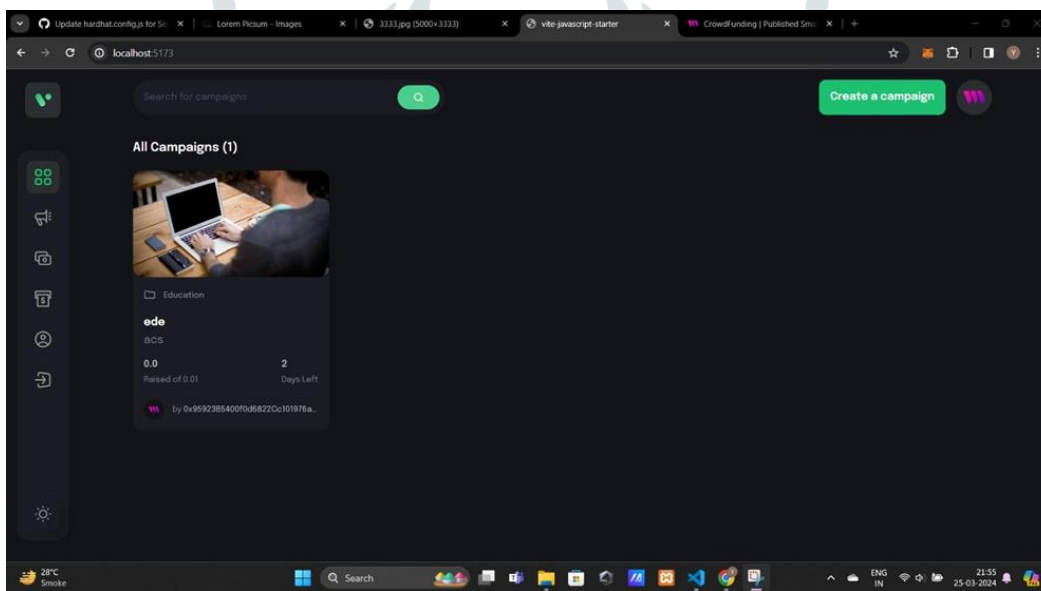 Update hardhat.config.js for Se
Lorem Picsum - Images
3333.jpg (5000×3333)
vite-javascript-starter
CrowdFunding | Published Sma
localhost:5173
Search for campaigns
Create a campaign
All Campaigns (1)
Education
ede
acs
0.0 2
Raised of 0.01 Days Left
by 0x9592385400f0d6822Cc101976a...
28°C
Smoke
Search
ENG
IN
21:55
25-03-2024